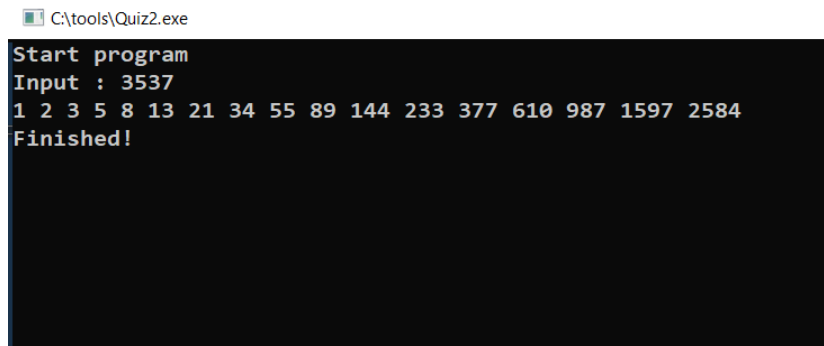 C:\tools\Quiz2.exe
Start program
Input : 3537
1 2 3 5 8 13 21 34 55 89 144 233 377 610 987 1597 2584
Finished!